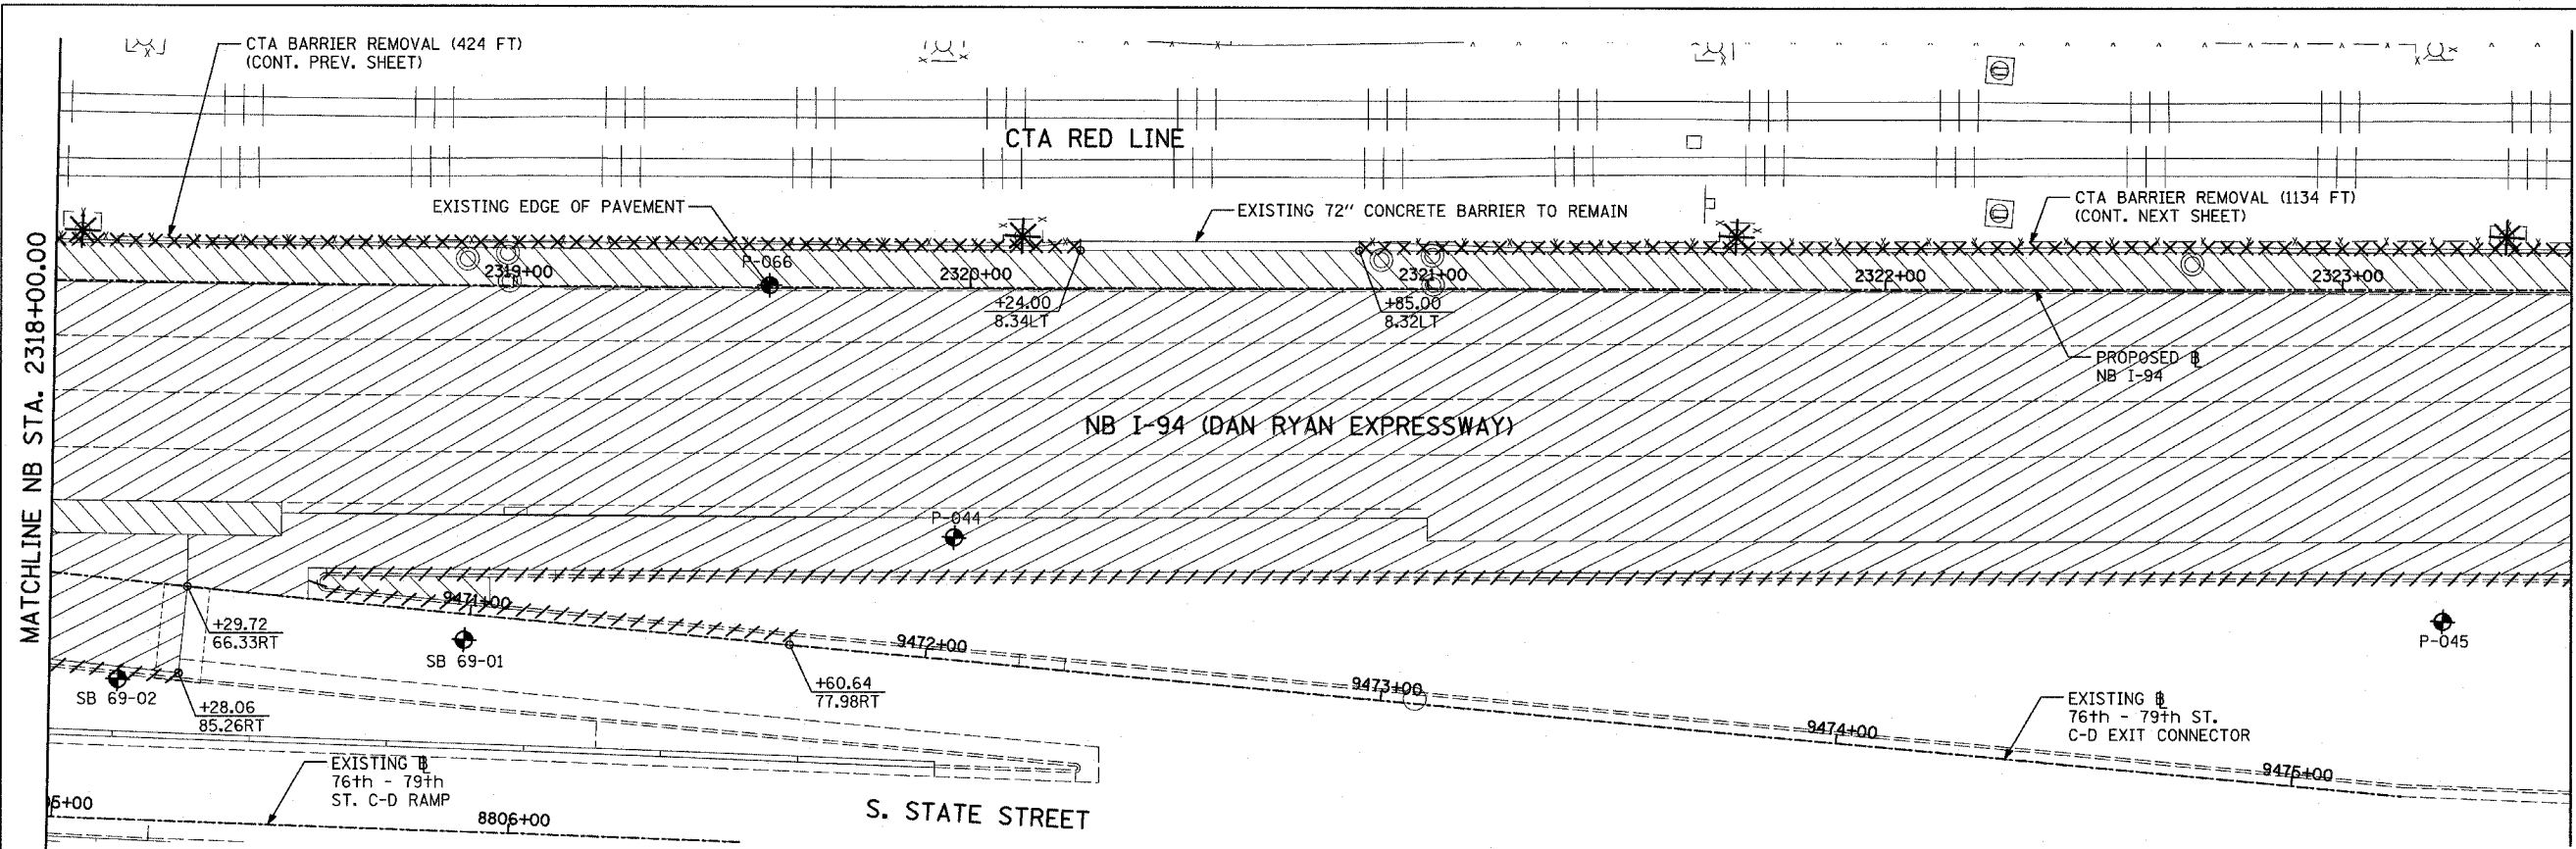 CTA BARRIER REMOVAL (424 FT)
(CONT. PREV. SHEET)
CTA RED LINE
EXISTING EDGE OF PAVEMENT
EXISTING 72" CONCRETE BARRIER TO REMAIN
CTA BARRIER REMOVAL (1134 FT)
(CONT. NEXT SHEET)
MATCHLINE NB STA. 2318+00.00
2319+00
P-066
2320+00
2321+00
2322+00
2323+00
+24.00
8.34LT
+85.00
8.32LT
PROPOSED ℄
NB I-94
NB I-94 (DAN RYAN EXPRESSWAY)
P-044
9471+00
+29.72
66.33RT
SB 69-01
9472+00
P-045
SB 69-02
+28.06
85.26RT
+60.64
77.98RT
9473+00
9474+00
EXISTING ℄
76th - 79th ST.
C-D EXIT CONNECTOR
9475+00
EXISTING ℄
76th - 79th
ST. C-D RAMP
5+00
8806+00
S. STATE STREET